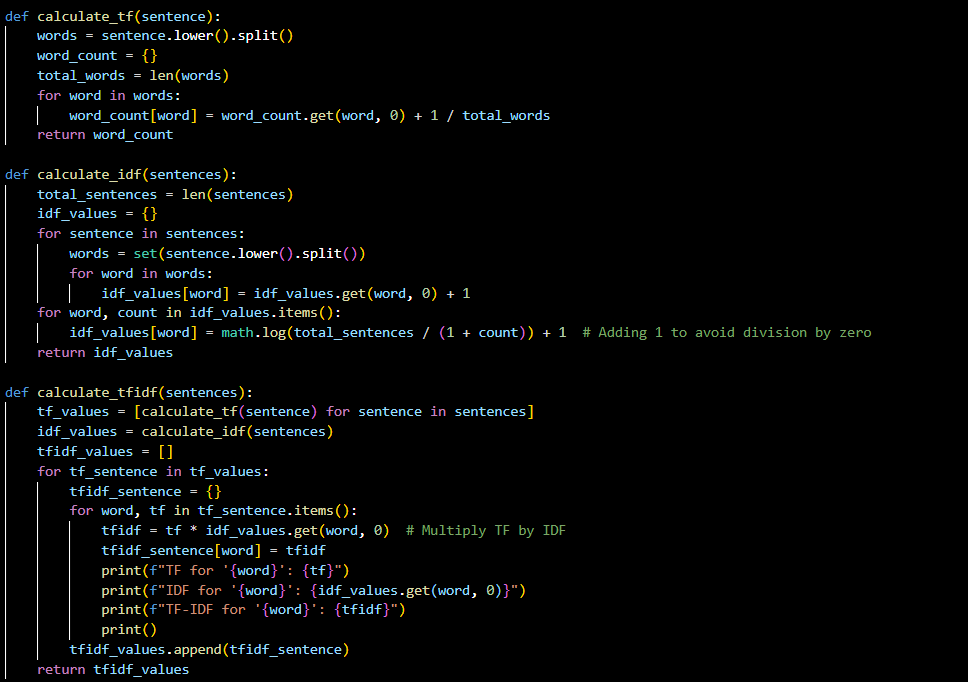 def calculate_tf(sentence):
    words = sentence.lower().split()
    word_count = {}
    total_words = len(words)
    for word in words:
        word_count[word] = word_count.get(word, 0) + 1 / total_words
    return word_count

def calculate_idf(sentences):
    total_sentences = len(sentences)
    idf_values = {}
    for sentence in sentences:
        words = set(sentence.lower().split())
        for word in words:
            idf_values[word] = idf_values.get(word, 0) + 1
    for word, count in idf_values.items():
        idf_values[word] = math.log(total_sentences / (1 + count)) + 1  # Adding 1 to avoid division by zero
    return idf_values

def calculate_tfidf(sentences):
    tf_values = [calculate_tf(sentence) for sentence in sentences]
    idf_values = calculate_idf(sentences)
    tfidf_values = []
    for tf_sentence in tf_values:
        tfidf_sentence = {}
        for word, tf in tf_sentence.items():
            tfidf = tf * idf_values.get(word, 0)  # Multiply TF by IDF
            tfidf_sentence[word] = tfidf
            print(f"TF for '{word}': {tf}")
            print(f"IDF for '{word}': {idf_values.get(word, 0)}")
            print(f"TF-IDF for '{word}': {tfidf}")
            print()
        tfidf_values.append(tfidf_sentence)
    return tfidf_values